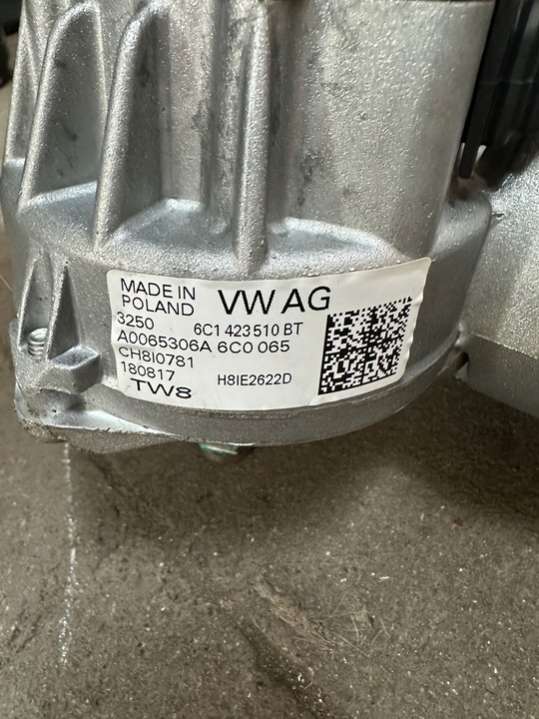 MADE IN
POLAND
VW AG
3250
6C1 423 510 BT
A0065306A 6C0 065
CH8I0781
180817
H8IE2622D
TW8